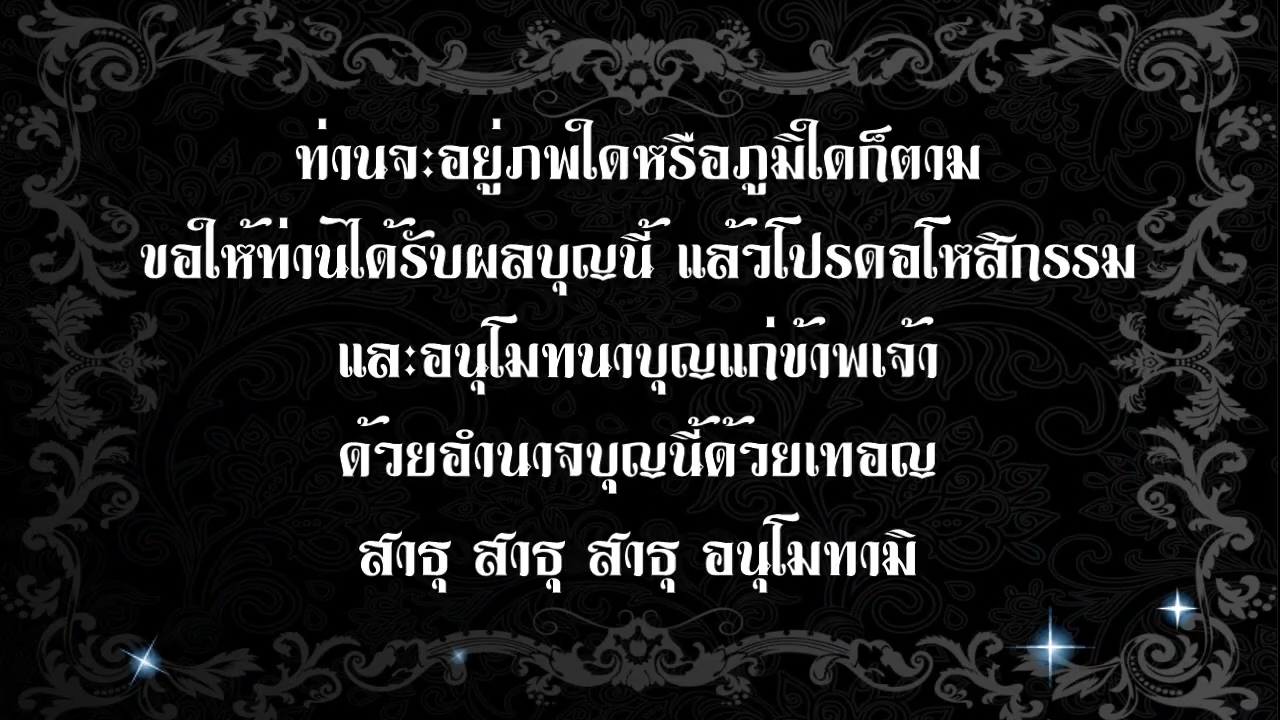 ท่านจะอยู่ภพใดหรือภูมิใดก็ตาม
ขอให้ท่านได้รับผลบุญนี้ แล้วโปรดอโหสิกรรม
และอนุโมทนาบุญแก่ข้าพเจ้า
ด้วยอำนาจบุญนี้ด้วยเทอญ
สาธุ สาธุ สาธุ อนุโมทามิ